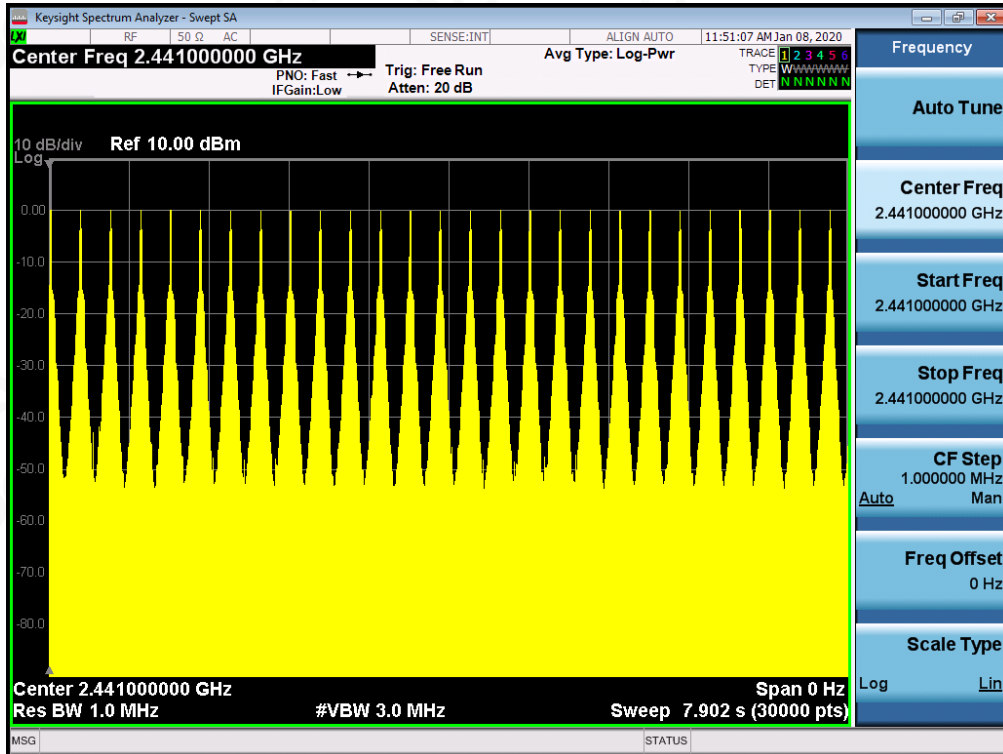 Keysight Spectrum Analyzer - Swept SA
LXI RF 50 Ω AC SENSE:INT ALIGN AUTO 11:51:07 AM Jan 08, 2020
Center Freq 2.441000000 GHz
PNO: Fast
IFGain:Low
Trig: Free Run
Atten: 20 dB
Avg Type: Log-Pwr
TRACE 1 2 3 4 5 6
TYPE WWWWWW
DET N N N N N N
10 dB/div Ref 10.00 dBm
Log
0.00
-10.0
-20.0
-30.0
-40.0
-50.0
-60.0
-70.0
-80.0
Center 2.441000000 GHz Span 0 Hz
Res BW 1.0 MHz #VBW 3.0 MHz Sweep 7.902 s (30000 pts)
MSG STATUS
Frequency
Auto Tune
Center Freq
2.441000000 GHz
Start Freq
2.441000000 GHz
Stop Freq
2.441000000 GHz
CF Step
1.000000 MHz
Auto Man
Freq Offset
0 Hz
Scale Type
Log Lin